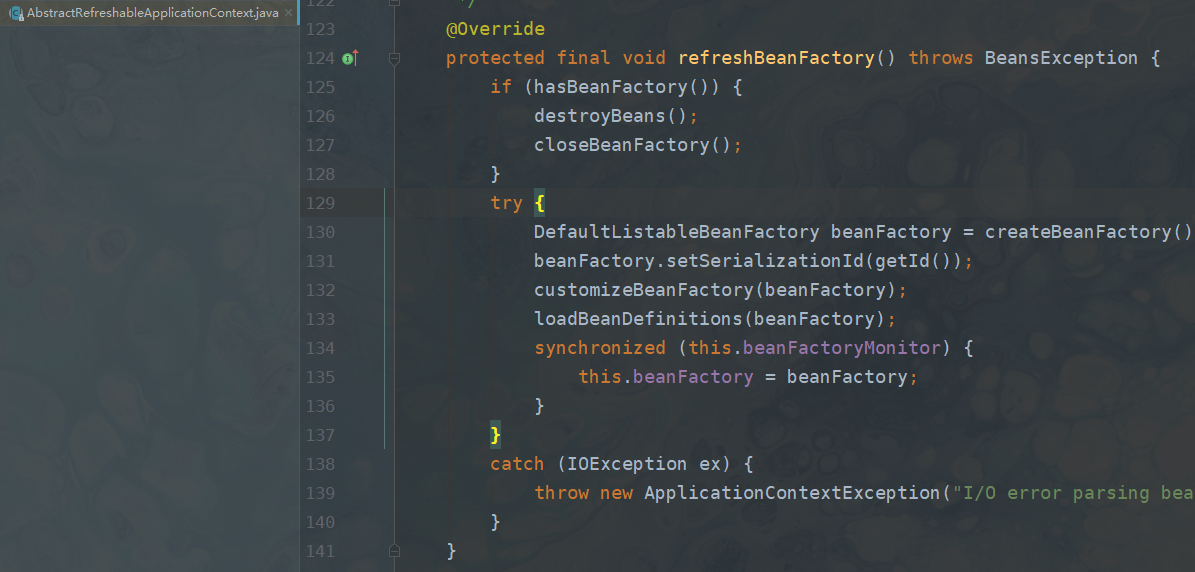 AbstractRefreshableApplicationContext.java
122 */
123 @Override
124 protected final void refreshBeanFactory() throws BeansException {
125 if (hasBeanFactory()) {
126 destroyBeans();
127 closeBeanFactory();
128 }
129 try {
130 DefaultListableBeanFactory beanFactory = createBeanFactory()
131 beanFactory.setSerializationId(getId());
132 customizeBeanFactory(beanFactory);
133 loadBeanDefinitions(beanFactory);
134 synchronized (this.beanFactoryMonitor) {
135 this.beanFactory = beanFactory;
136 }
137 }
138 catch (IOException ex) {
139 throw new ApplicationContextException("I/O error parsing bea
140 }
141 }